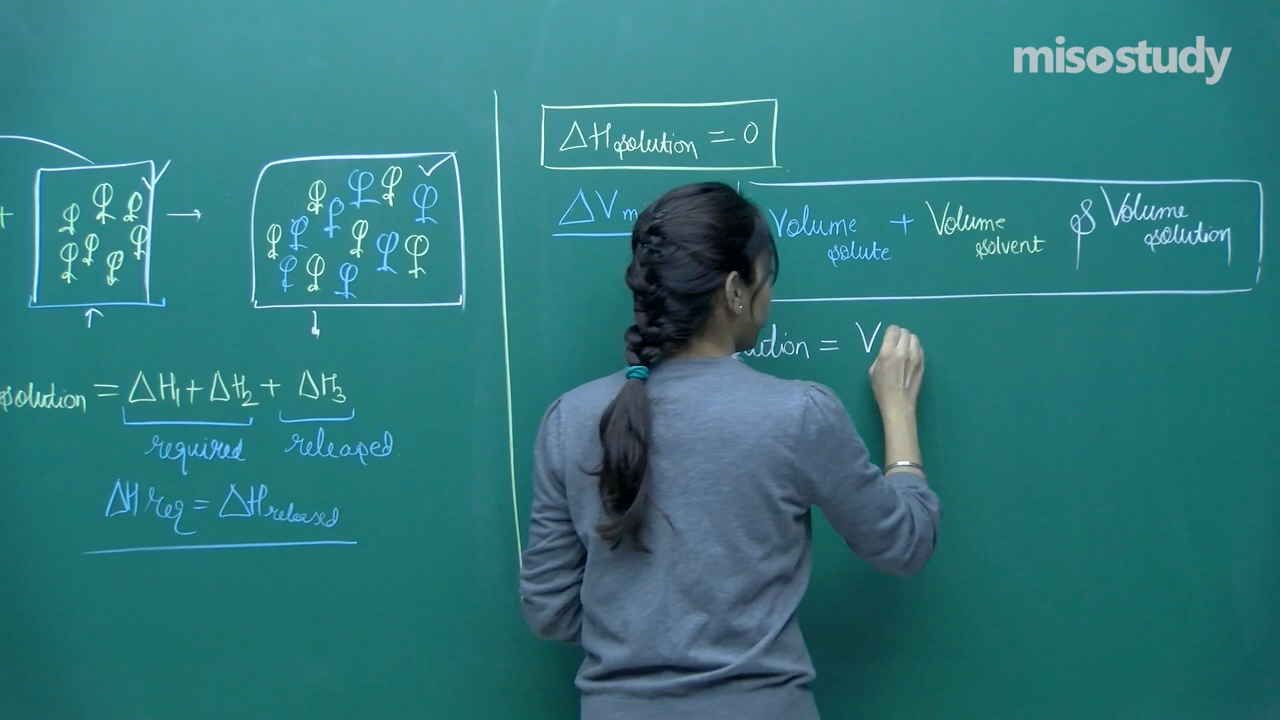 misostudy
+ →
solution = ΔH₁ + ΔH₂ + ΔH₃
required released
ΔH req = ΔH released
ΔH solution = 0
ΔV Volume solute + Volume solvent Volume solution
= V